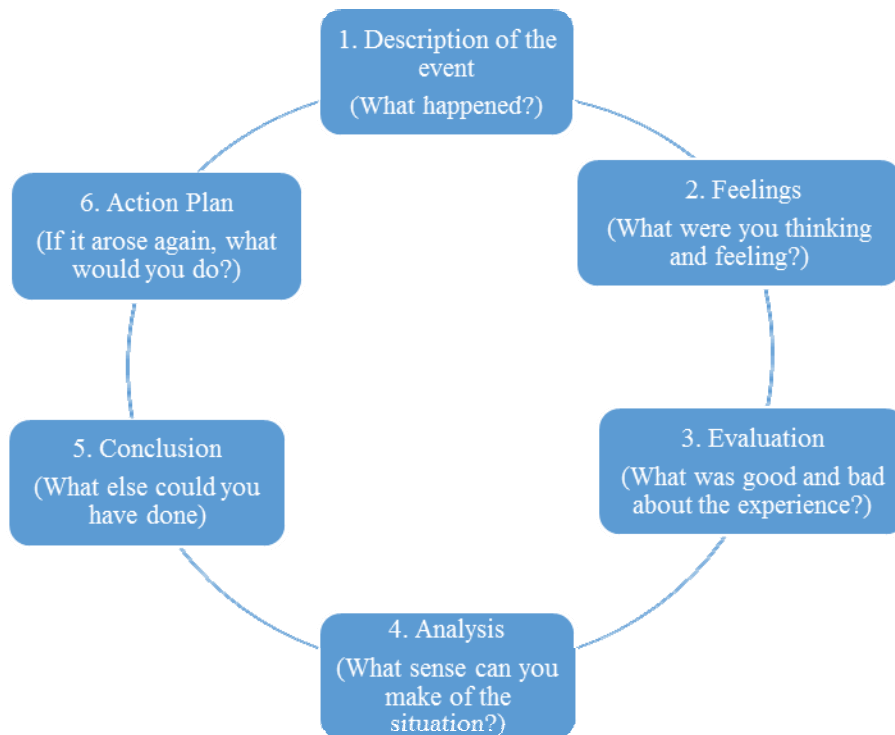 1. Description of the
event
(What happened?)
2. Feelings
(What were you thinking
and feeling?)
3. Evaluation
(What was good and bad
about the experience?)
4. Analysis
(What sense can you
make of the
situation?)
5. Conclusion
(What else could you
have done)
6. Action Plan
(If it arose again, what
would you do?)